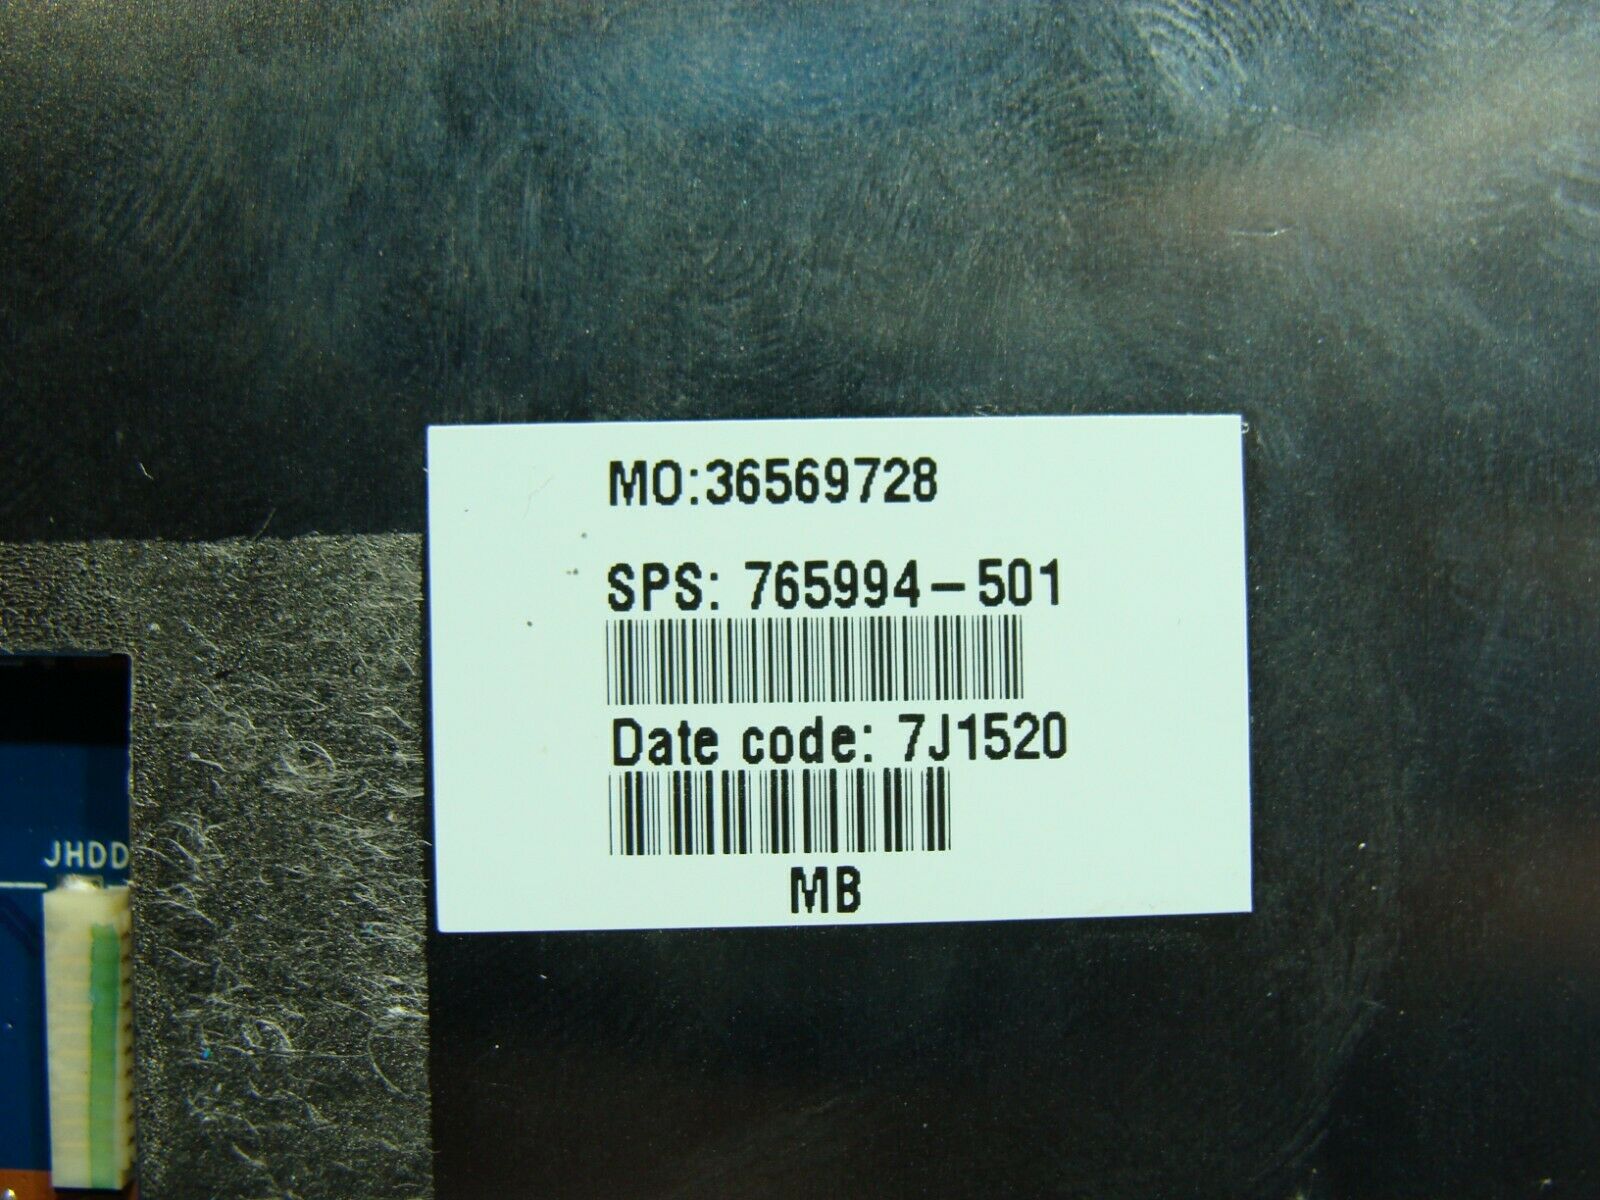 MO:36569728
SPS: 765994-501
Date code: 7J1520
MB
JHDD